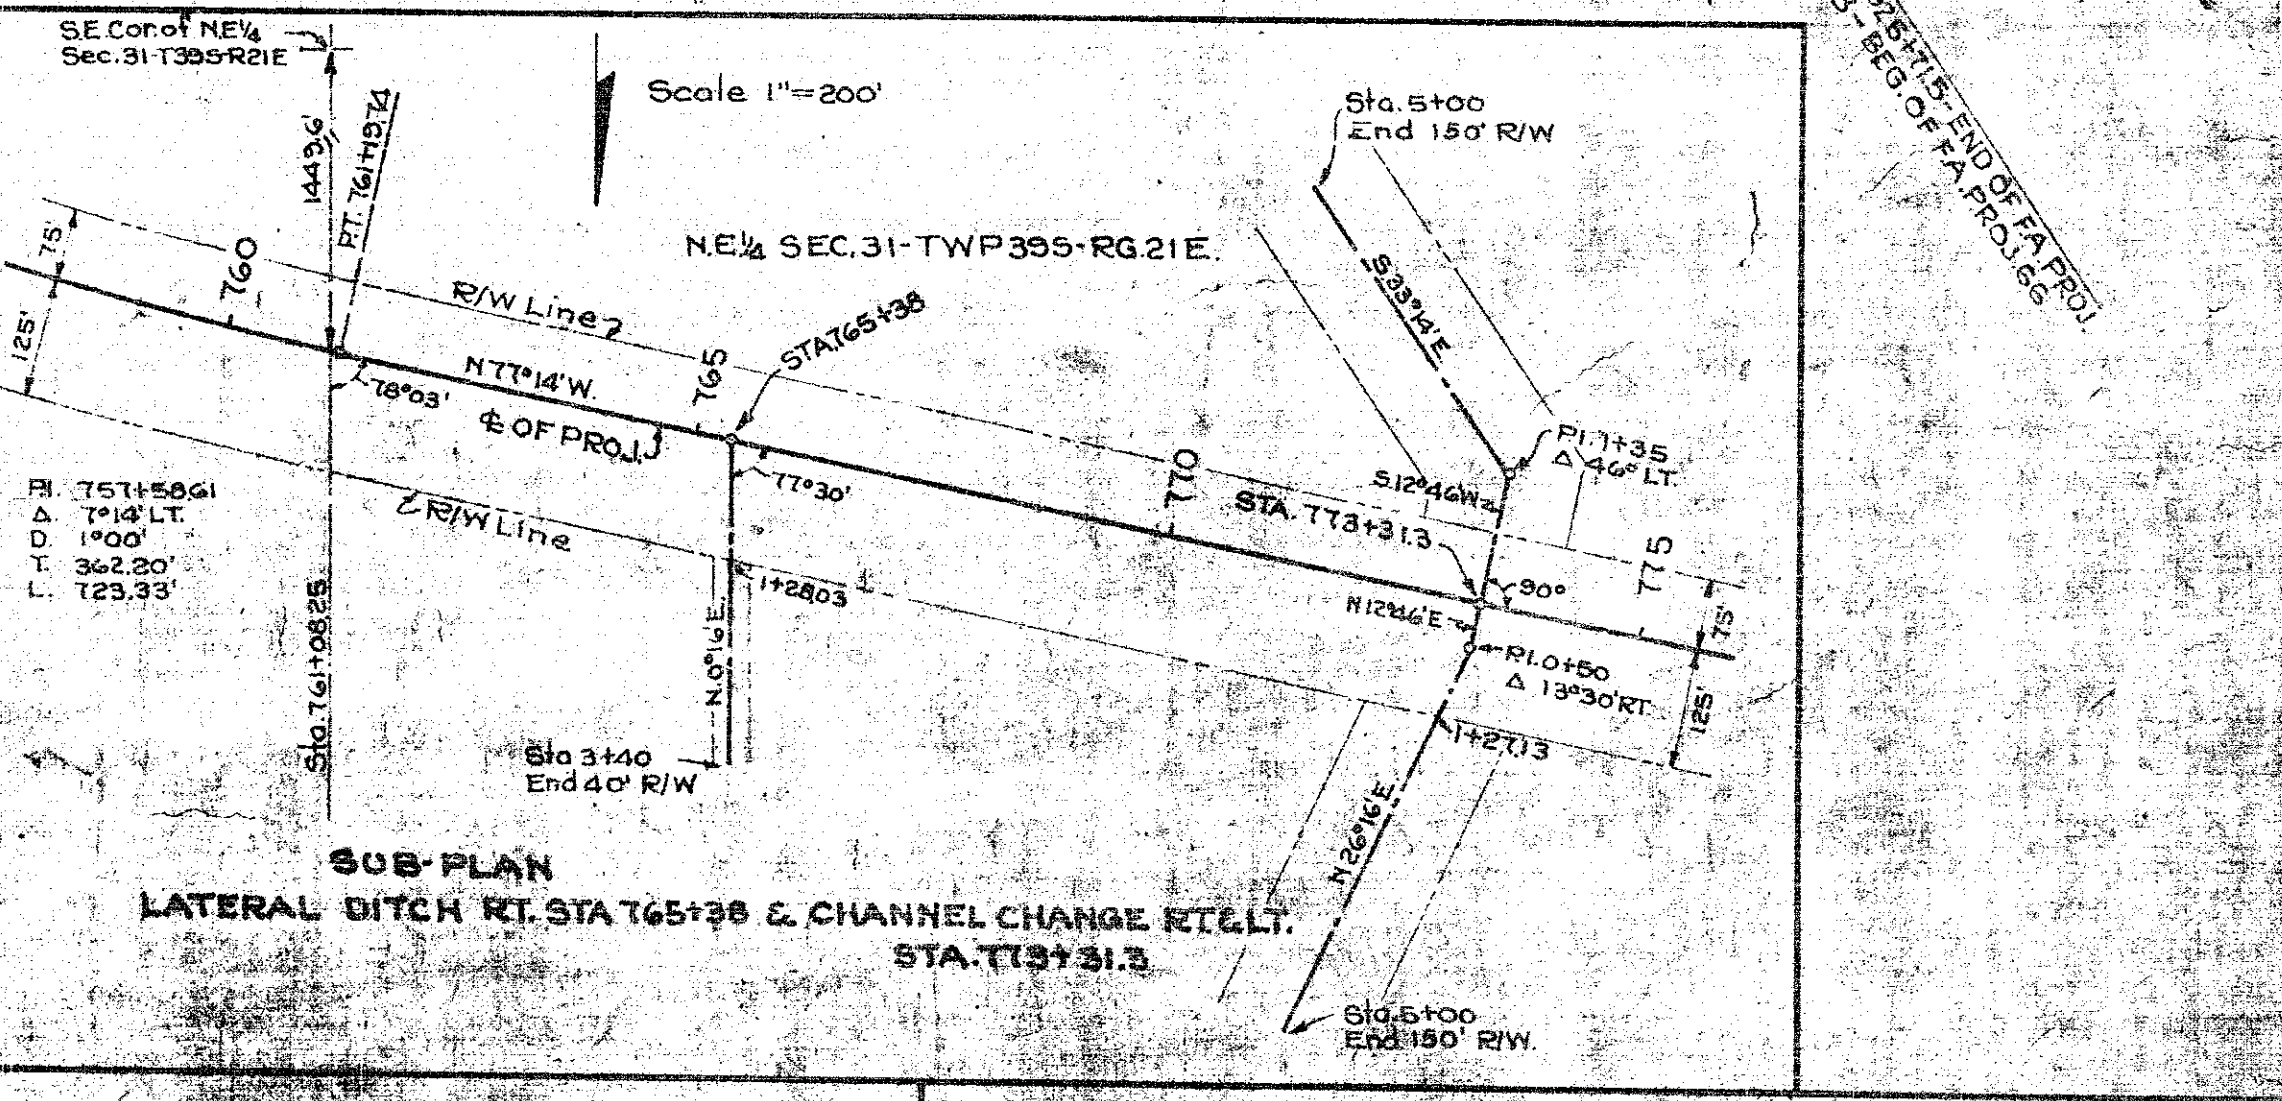 S.E. Cor. of N.E¼
Sec. 31-T39S-R21E
1449.6'
P.T. 761+19.74
Scale 1"=200'
Sta. 5+00
End 150' R/W
-END OF F.A. PROJ.
- BEG. OF F.A. PROJ. 66
75'
125'
760
N.E.¼ SEC. 31-TWP 39S-RG. 21E.
R/W Line
S.33°14'E
STA. 765+38
765
N 77°14' W.
78°03'
℄ OF PROJ.
P.I. 7+35
Δ 46° LT.
S.12°46'W
770
STA. 773+31.3
77°30'
R/W Line
P.I. 757+58.61
Δ. 7°14' LT.
D. 1°00'
T. 362.20'
L. 723.33'
775
90°
75'
1+28.03
N 12°46' E
P.I. 0+50
Δ 13°30' RT.
125'
Sta. 761+08.25
N. 0°16' E.
1+27.13
Sta 3+40
End 40' R/W
N 26°16' E.
SUB-PLAN
LATERAL DITCH RT. STA 765+38 & CHANNEL CHANGE RT & LT.
STA. 773+31.3
Sta. 5+00
End 150' R/W.